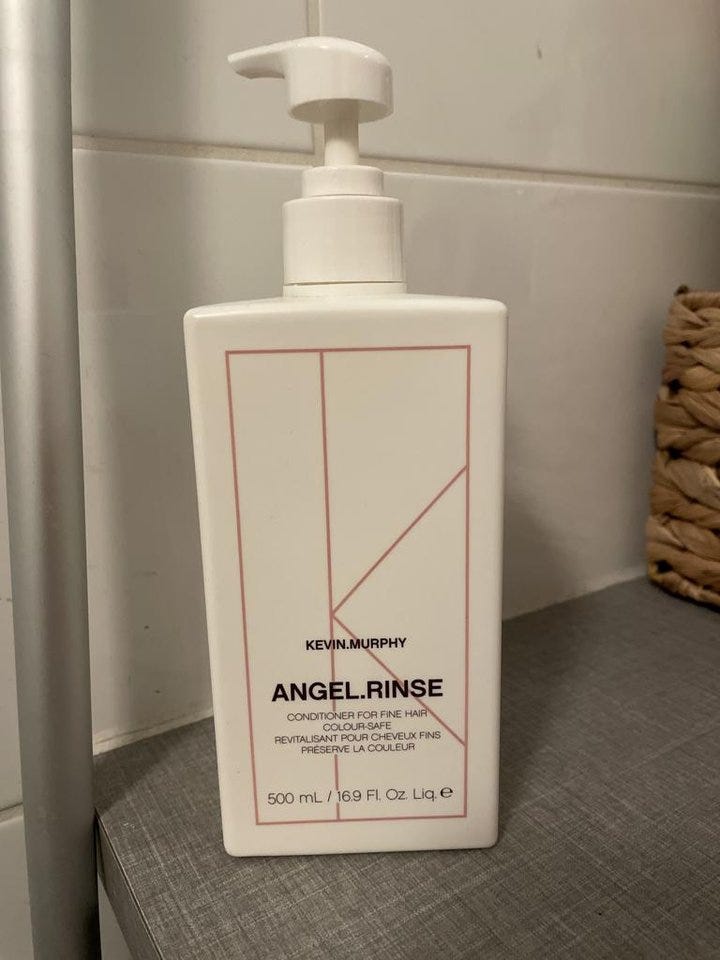 KEVIN.MURPHY
ANGEL.RINSE
CONDITIONER FOR FINE HAIR
COLOUR-SAFE
REVITALISANT POUR CHEVEUX FINS
PRÉSERVE LA COULEUR
500 mL / 16.9 Fl. Oz. Liq. ℮